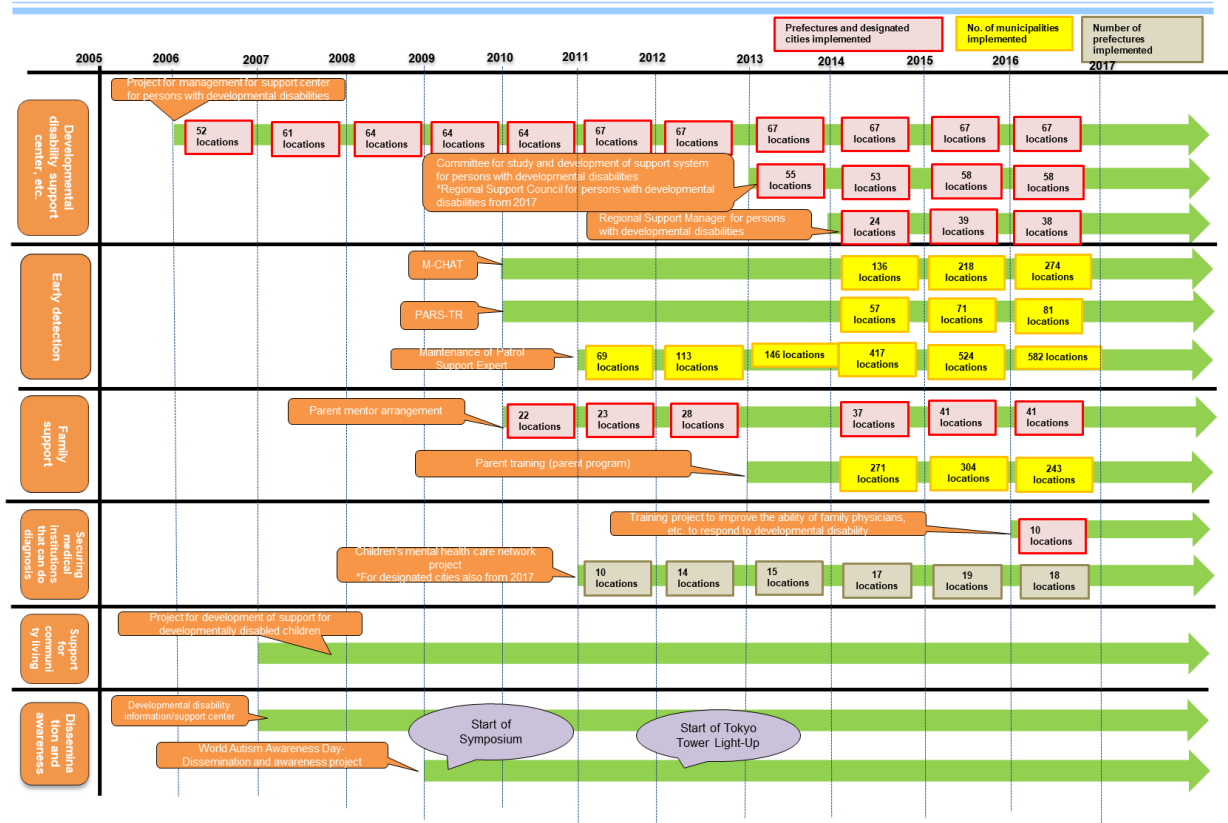 Prefectures and designated
cities implemented
No. of municipalities
implemented
Number of
prefectures
implemented
2005 2006 2007 2008 2009 2010 2011 2012 2013 2014 2015 2016 2017
Developmental
disability support
center, etc.
Project for management for support center
for persons with developmental disabilities
52
locations
61
locations
64
locations
64
locations
64
locations
67
locations
67
locations
67
locations
67
locations
67
locations
67
locations
Committee for study and development of support system
for persons with developmental disabilities
*Regional Support Council for persons with developmental
disabilities from 2017
55
locations
53
locations
58
locations
58
locations
Regional Support Manager for persons
with developmental disabilities
24
locations
39
locations
38
locations
Early detection
M-CHAT
136
locations
218
locations
274
locations
PARS-TR
57
locations
71
locations
81
locations
Maintenance of Patrol
Support Expert
69
locations
113
locations
146 locations
417
locations
524
locations
582 locations
Family
support
Parent mentor arrangement
22
locations
23
locations
28
locations
37
locations
41
locations
41
locations
Parent training (parent program)
271
locations
304
locations
243
locations
Securing
medical
institutions
that can do
diagnosis
Training project to improve the ability of family physicians,
etc. to respond to developmental disability
10
locations
Children's mental health care network
project
*For designated cities also from 2017
10
locations
14
locations
15
locations
17
locations
19
locations
18
locations
Support
for
communi
ty living
Project for development of support for
developmentally disabled children
Dissemina
tion and
awareness
Developmental disability
information/support center
Start of
Symposium
Start of Tokyo
Tower Light-Up
World Autism Awareness Day-
Dissemination and awareness project